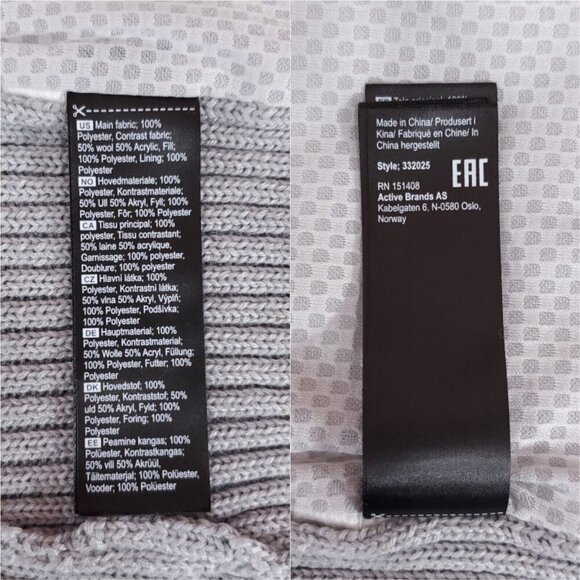 US Main fabric; 100%
Polyester, Contrast fabric;
50% wool 50% Acrylic, Fill;
100% Polyester, Lining; 100%
Polyester
NO Hovedmateriale; 100%
Polyester, Kontrastmateriale;
50% Ull 50% Akryl, Fyll; 100%
Polyester, Fôr; 100% Polyester
CA Tissu principal; 100%
polyester, Tissu contrastant;
50% laine 50% acrylique,
Garnissage; 100% polyester,
Doublure; 100% polyester
CZ Hlavní látka; 100%
Polyester, Kontrastní látka;
50% vlna 50% Akryl, Výplň;
100% Polyester, Podšívka;
100% Polyester
DE Hauptmaterial; 100%
Polyester, Kontrastmaterial;
50% Wolle 50% Acryl, Füllung;
100% Polyester, Futter; 100%
Polyester
DK Hovedstof; 100%
Polyester, Kontraststof; 50%
uld 50% Akryl, Fyld; 100%
Polyester, Foring; 100%
Polyester
EE Peamine kangas; 100%
Polüester, Kontrastkangas;
50% vill 50% Akrüül,
Täitematerjal; 100% Polüester,
Vooder; 100% Polüester
Made in China/ Produsert i
Kina/ Fabriqué en Chine/ In
China hergestellt
Style; 332025
EAC
RN 151408
Active Brands AS
Kabelgaten 6, N-0580 Oslo,
Norway